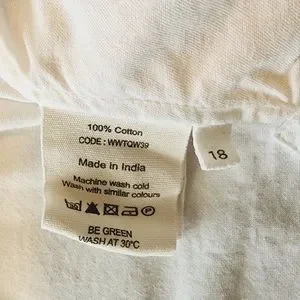 100% Cotton
CODE : WWTQW39
Made in India
Machine wash cold
Wash with similar colours
BE GREEN
WASH AT 30°C
18